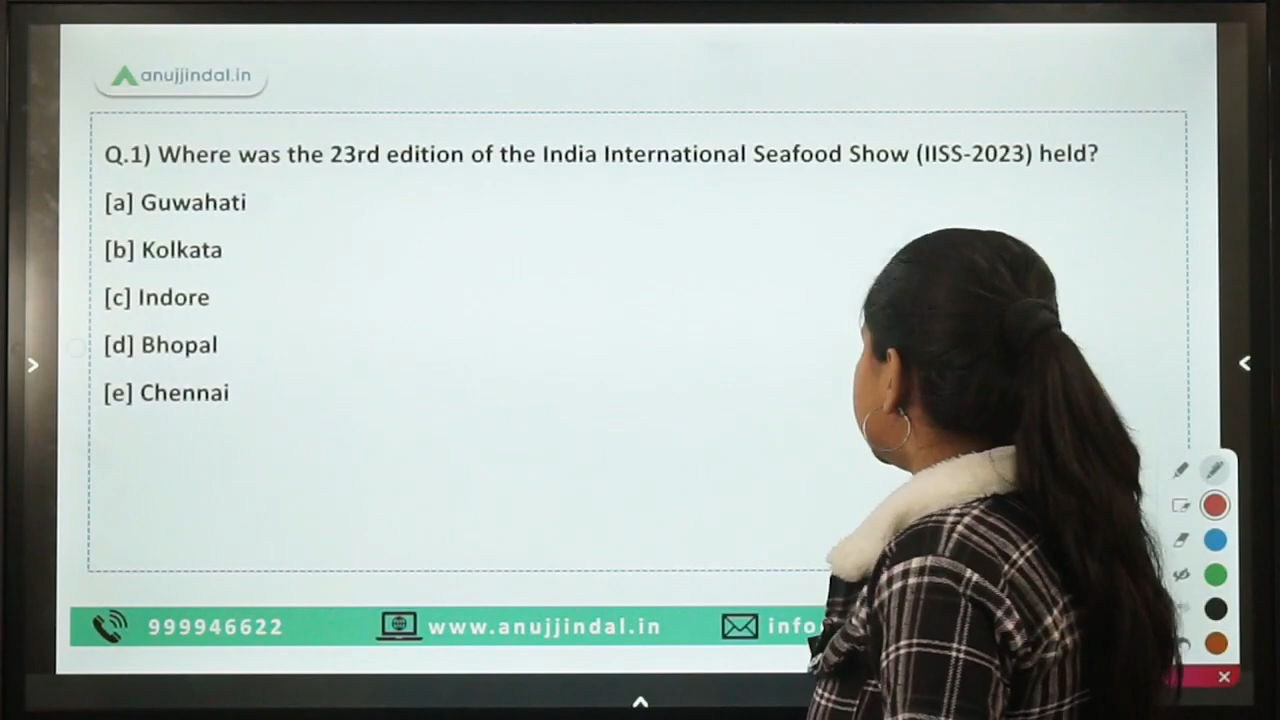 anujjindal.in
Q.1) Where was the 23rd edition of the India International Seafood Show (IISS-2023) held?
[a] Guwahati
[b] Kolkata
[c] Indore
[d] Bhopal
[e] Chennai
999946622
www.anujjindal.in
info